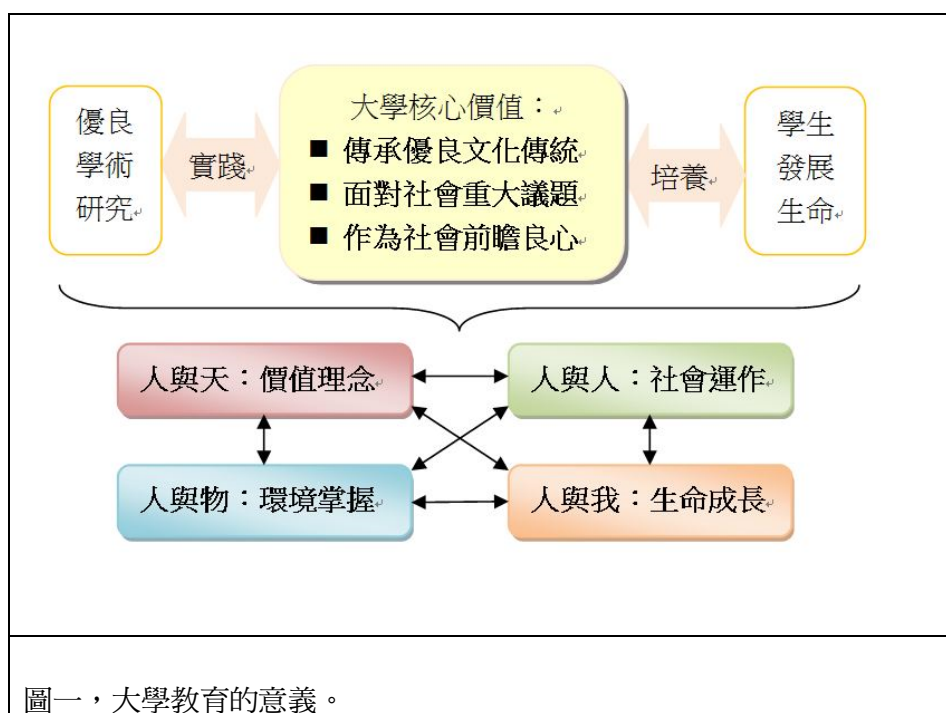 優良
學術
研究
實踐
大學核心價值：
■ 傳承優良文化傳統
■ 面對社會重大議題
■ 作為社會前瞻良心
培養
學生
發展
生命
人與天：價值理念
人與人：社會運作
人與物：環境掌握
人與我：生命成長
圖一，大學教育的意義。